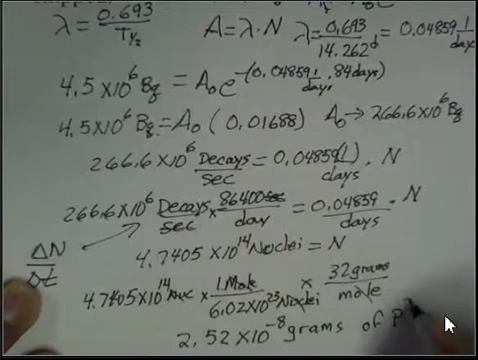 λ = 0.693/T½   A = λ·N   λ = 0.693/14.262d = 0.04859 1/days
4.5×10⁶ Bq = A₀e^-(0.04859 1/days · 84days)
4.5×10⁶ Bq = A₀(0.01688)   A₀ → 266.6×10⁶ Bq
266.6×10⁶ Decays/sec = 0.04859(1)/days · N
266.6×10⁶ Decays/sec × 86400sec/day = 0.04859/days · N
ΔN/Δt   4.7405×10¹⁴ Nuclei = N
4.7405×10¹⁴ Nuc × 1 Mole/6.02×10²³ Nuclei × 32grams/mole
2.52×10⁻⁸ grams of P